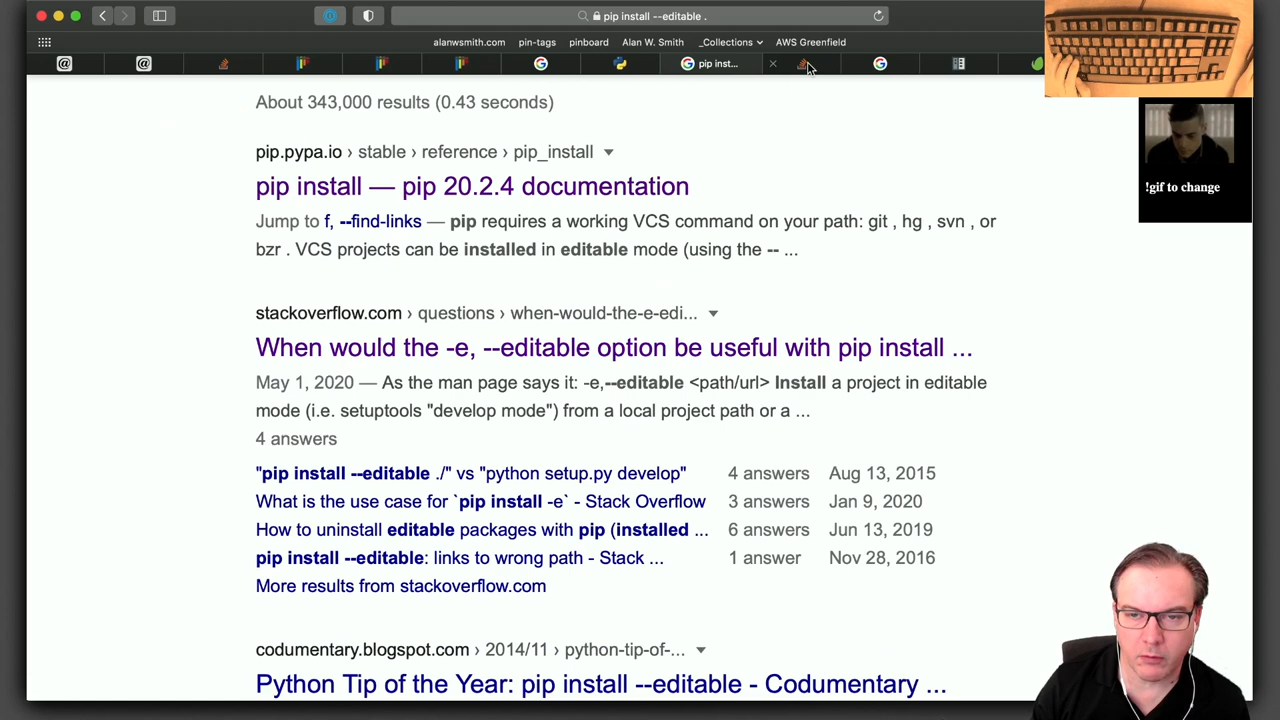 pip install --editable .
alanwsmith.com pin-tags pinboard Alan W. Smith _Collections AWS Greenfield
pip inst...
About 343,000 results (0.43 seconds)
pip.pypa.io › stable › reference › pip_install
pip install — pip 20.2.4 documentation
Jump to f, --find-links — pip requires a working VCS command on your path: git , hg , svn , or
bzr . VCS projects can be installed in editable mode (using the -- ...
stackoverflow.com › questions › when-would-the-e-edi...
When would the -e, --editable option be useful with pip install ...
May 1, 2020 — As the man page says it: -e,--editable <path/url> Install a project in editable
mode (i.e. setuptools "develop mode") from a local project path or a ...
4 answers
"pip install --editable ./" vs "python setup.py develop" 4 answers Aug 13, 2015
What is the use case for `pip install -e` - Stack Overflow 3 answers Jan 9, 2020
How to uninstall editable packages with pip (installed ... 6 answers Jun 13, 2019
pip install --editable: links to wrong path - Stack ... 1 answer Nov 28, 2016
More results from stackoverflow.com
codumentary.blogspot.com › 2014/11 › python-tip-of-...
Python Tip of the Year: pip install --editable - Codumentary ...
!gif to change